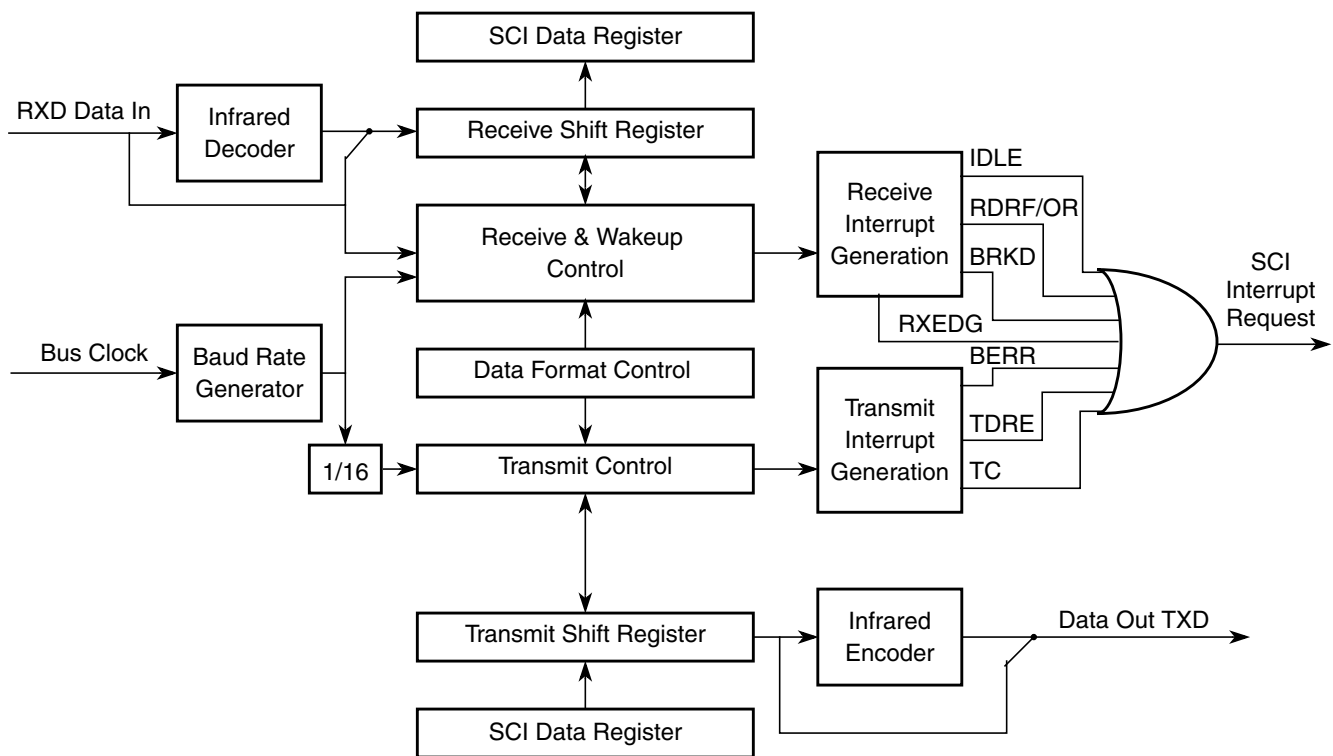 SCI Data Register
RXD Data In
Infrared
Decoder
Receive Shift Register
IDLE
Receive
Interrupt
Generation
RDRF/OR
BRKD
Receive & Wakeup
Control
SCI
Interrupt
Request
RXEDG
Bus Clock
Baud Rate
Generator
Data Format Control
BERR
Transmit
Interrupt
Generation
TDRE
TC
1/16
Transmit Control
Transmit Shift Register
Infrared
Encoder
Data Out TXD
SCI Data Register